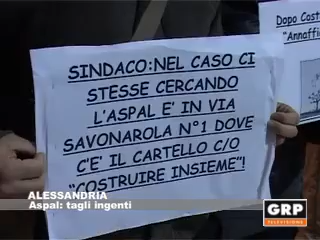 SINDACO:NEL CASO CI
STESSE CERCANDO
L'ASPAL E' IN VIA
SAVONAROLA N°1 DOVE
C'E' IL CARTELLO C/O
"COSTRUIRE INSIEME"!
Dopo Cost
"Annaffi
ALESSANDRIA
Aspal: tagli ingenti
GRP
TELEVISIONE